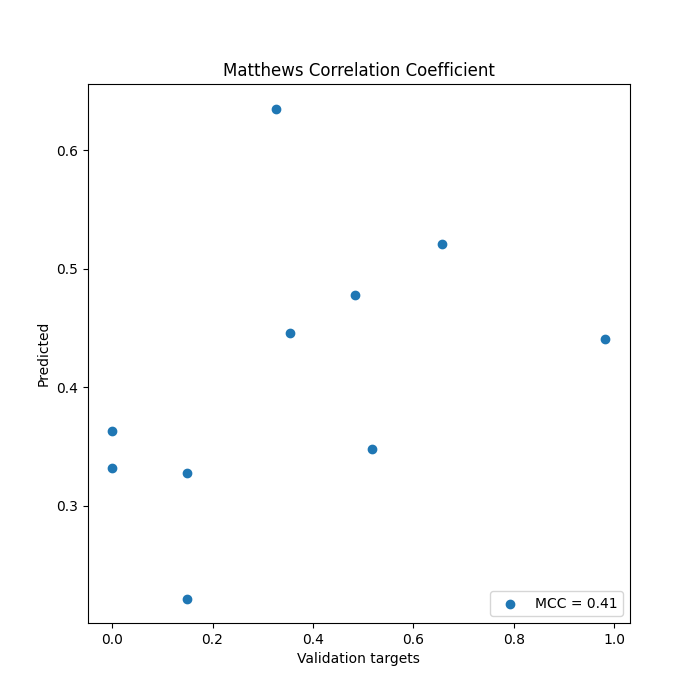 Matthews Correlation Coefficient
0.6
0.5
0.4
0.3
Predicted
MCC = 0.41
0.0 0.2 0.4 0.6 0.8 1.0
Validation targets